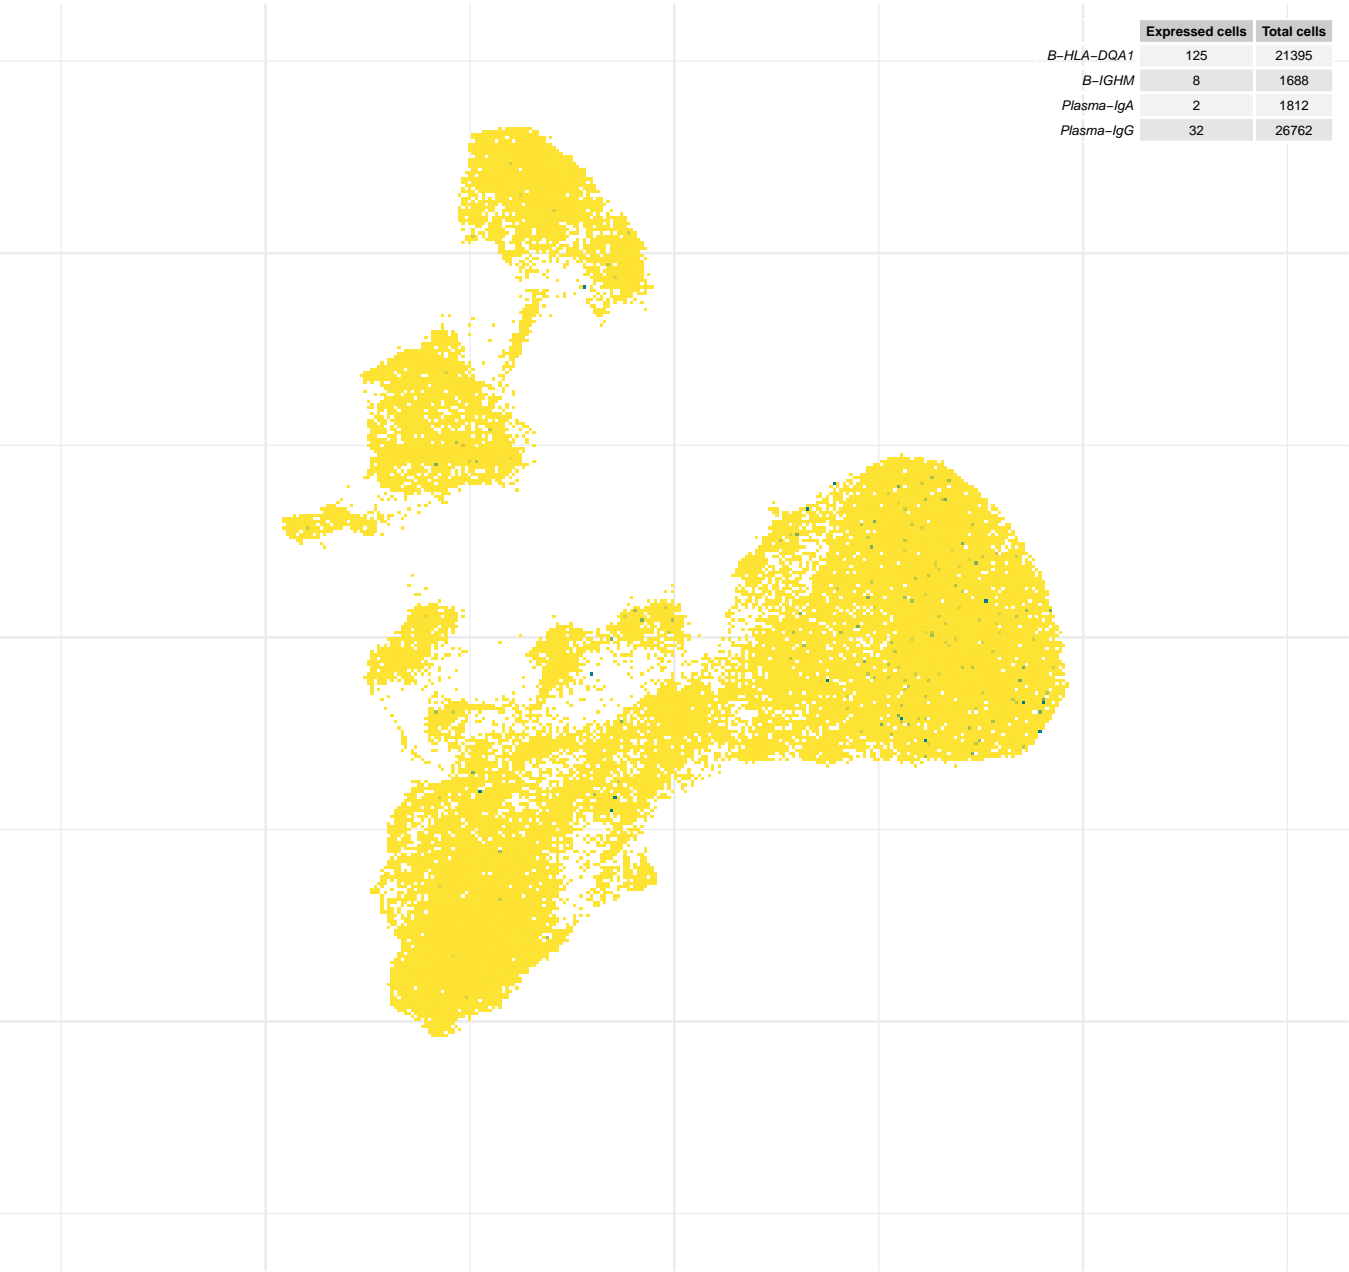 Expressed cells Total cells
B−HLA−DQA1 125 21395
B−IGHM 8 1688
Plasma−IgA 2 1812
Plasma−IgG 32 26762